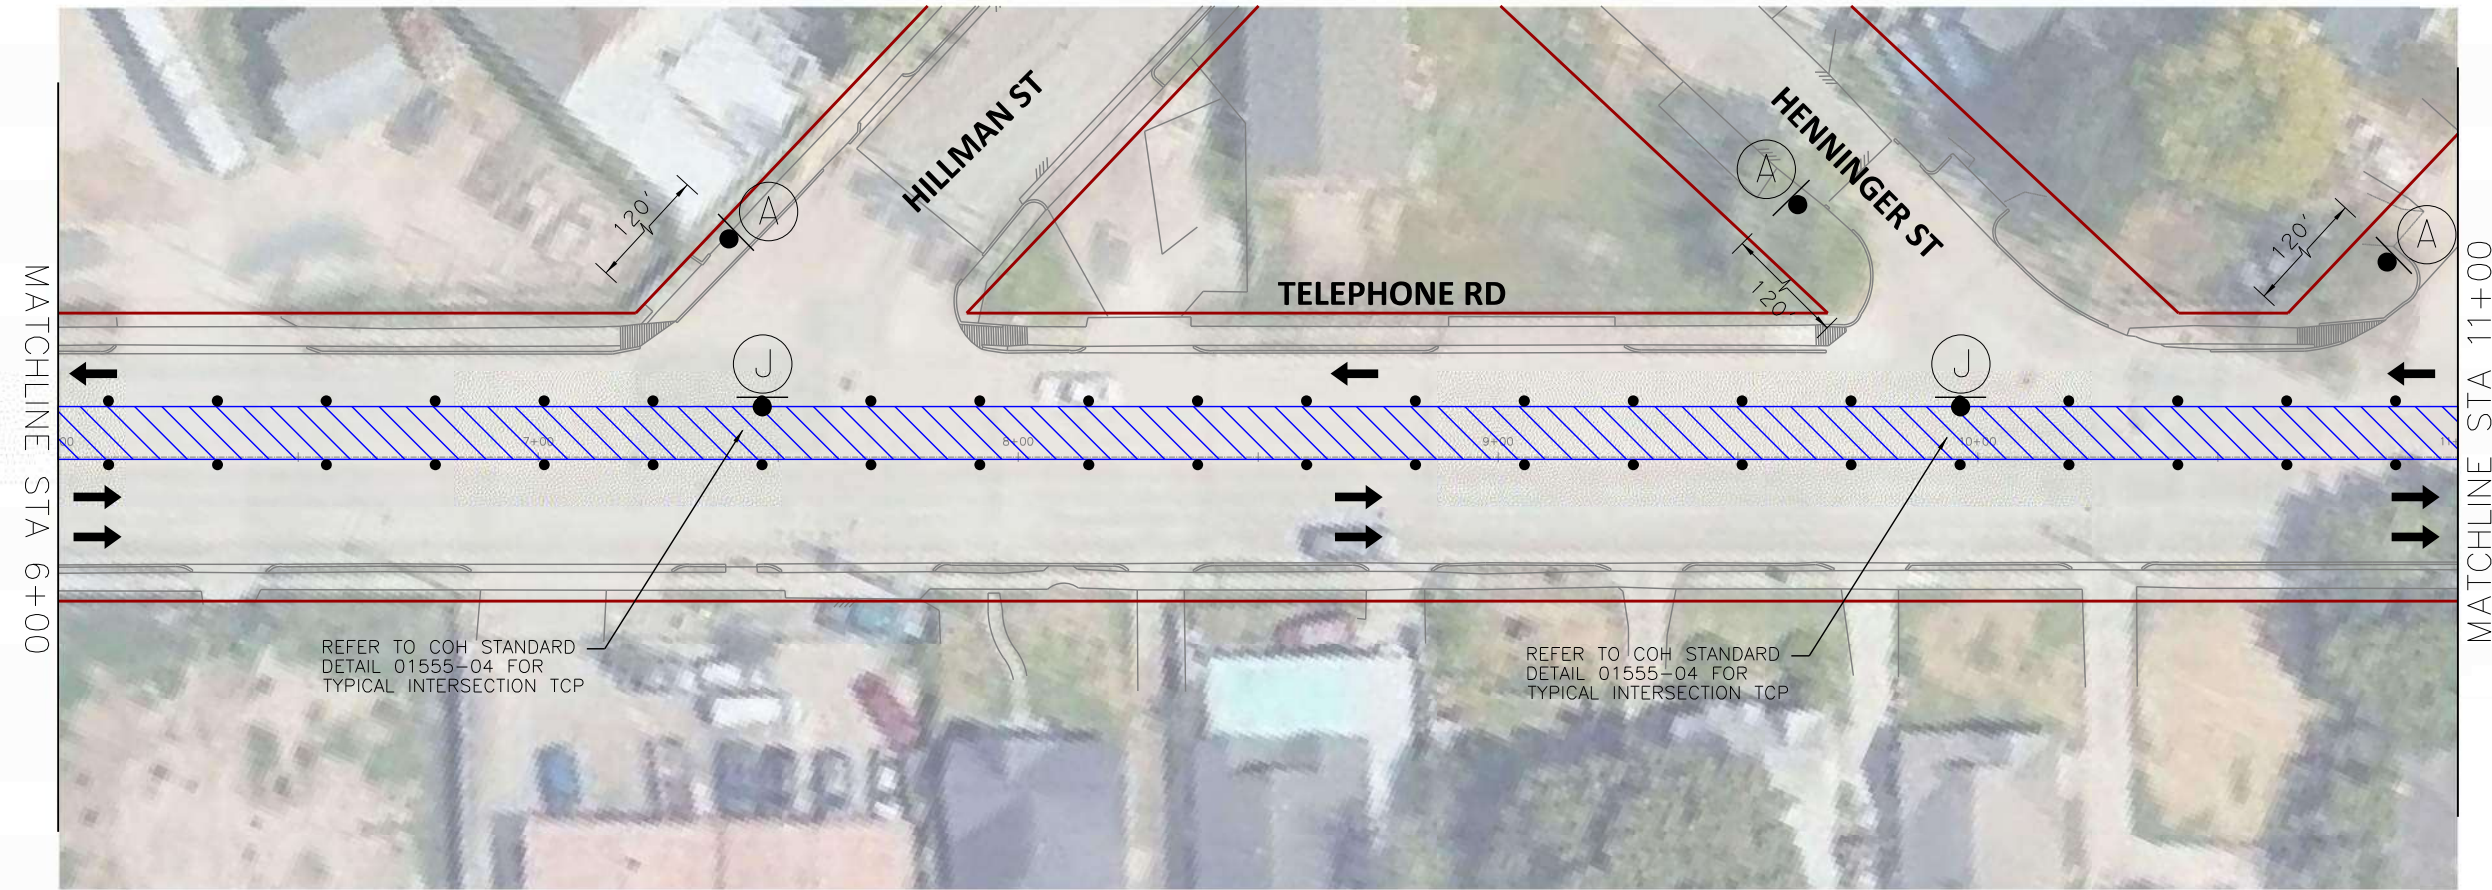 HILLMAN ST
HENNINGER ST
A
A
A
120'
120'
120'
TELEPHONE RD
MATCHLINE STA 6+00
MATCHLINE STA 11+00
J
J
00
7+00
8+00
9+00
10+00
REFER TO COH STANDARD
DETAIL 01555-04 FOR
TYPICAL INTERSECTION TCP
REFER TO COH STANDARD
DETAIL 01555-04 FOR
TYPICAL INTERSECTION TCP